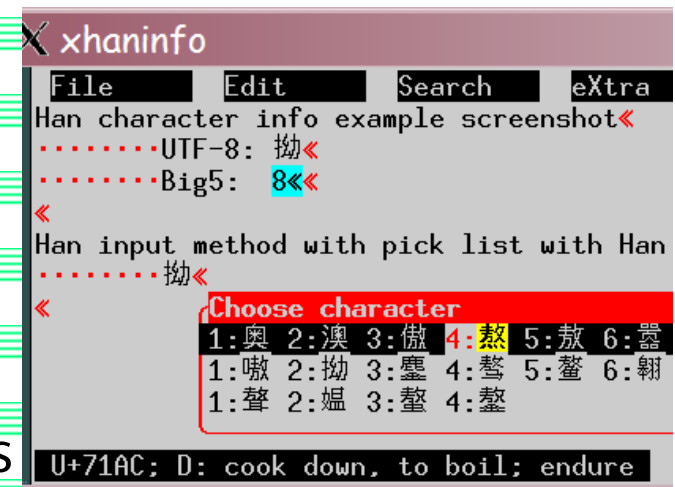 xhaninfo
File Edit Search eXtra
Han character info example screenshot«
········UTF-8: 拗«
········Big5: 8««
«
Han input method with pick list with Han
········拗«
«
Choose character
1:奥 2:澳 3:傲 4:熬 5:敖 6:嚣
1:嗷 2:拗 3:鏖 4:骜 5:鳌 6:翱
1:聱 2:媪 3:螯 4:鏊
S
U+71AC; D: cook down, to boil; endure